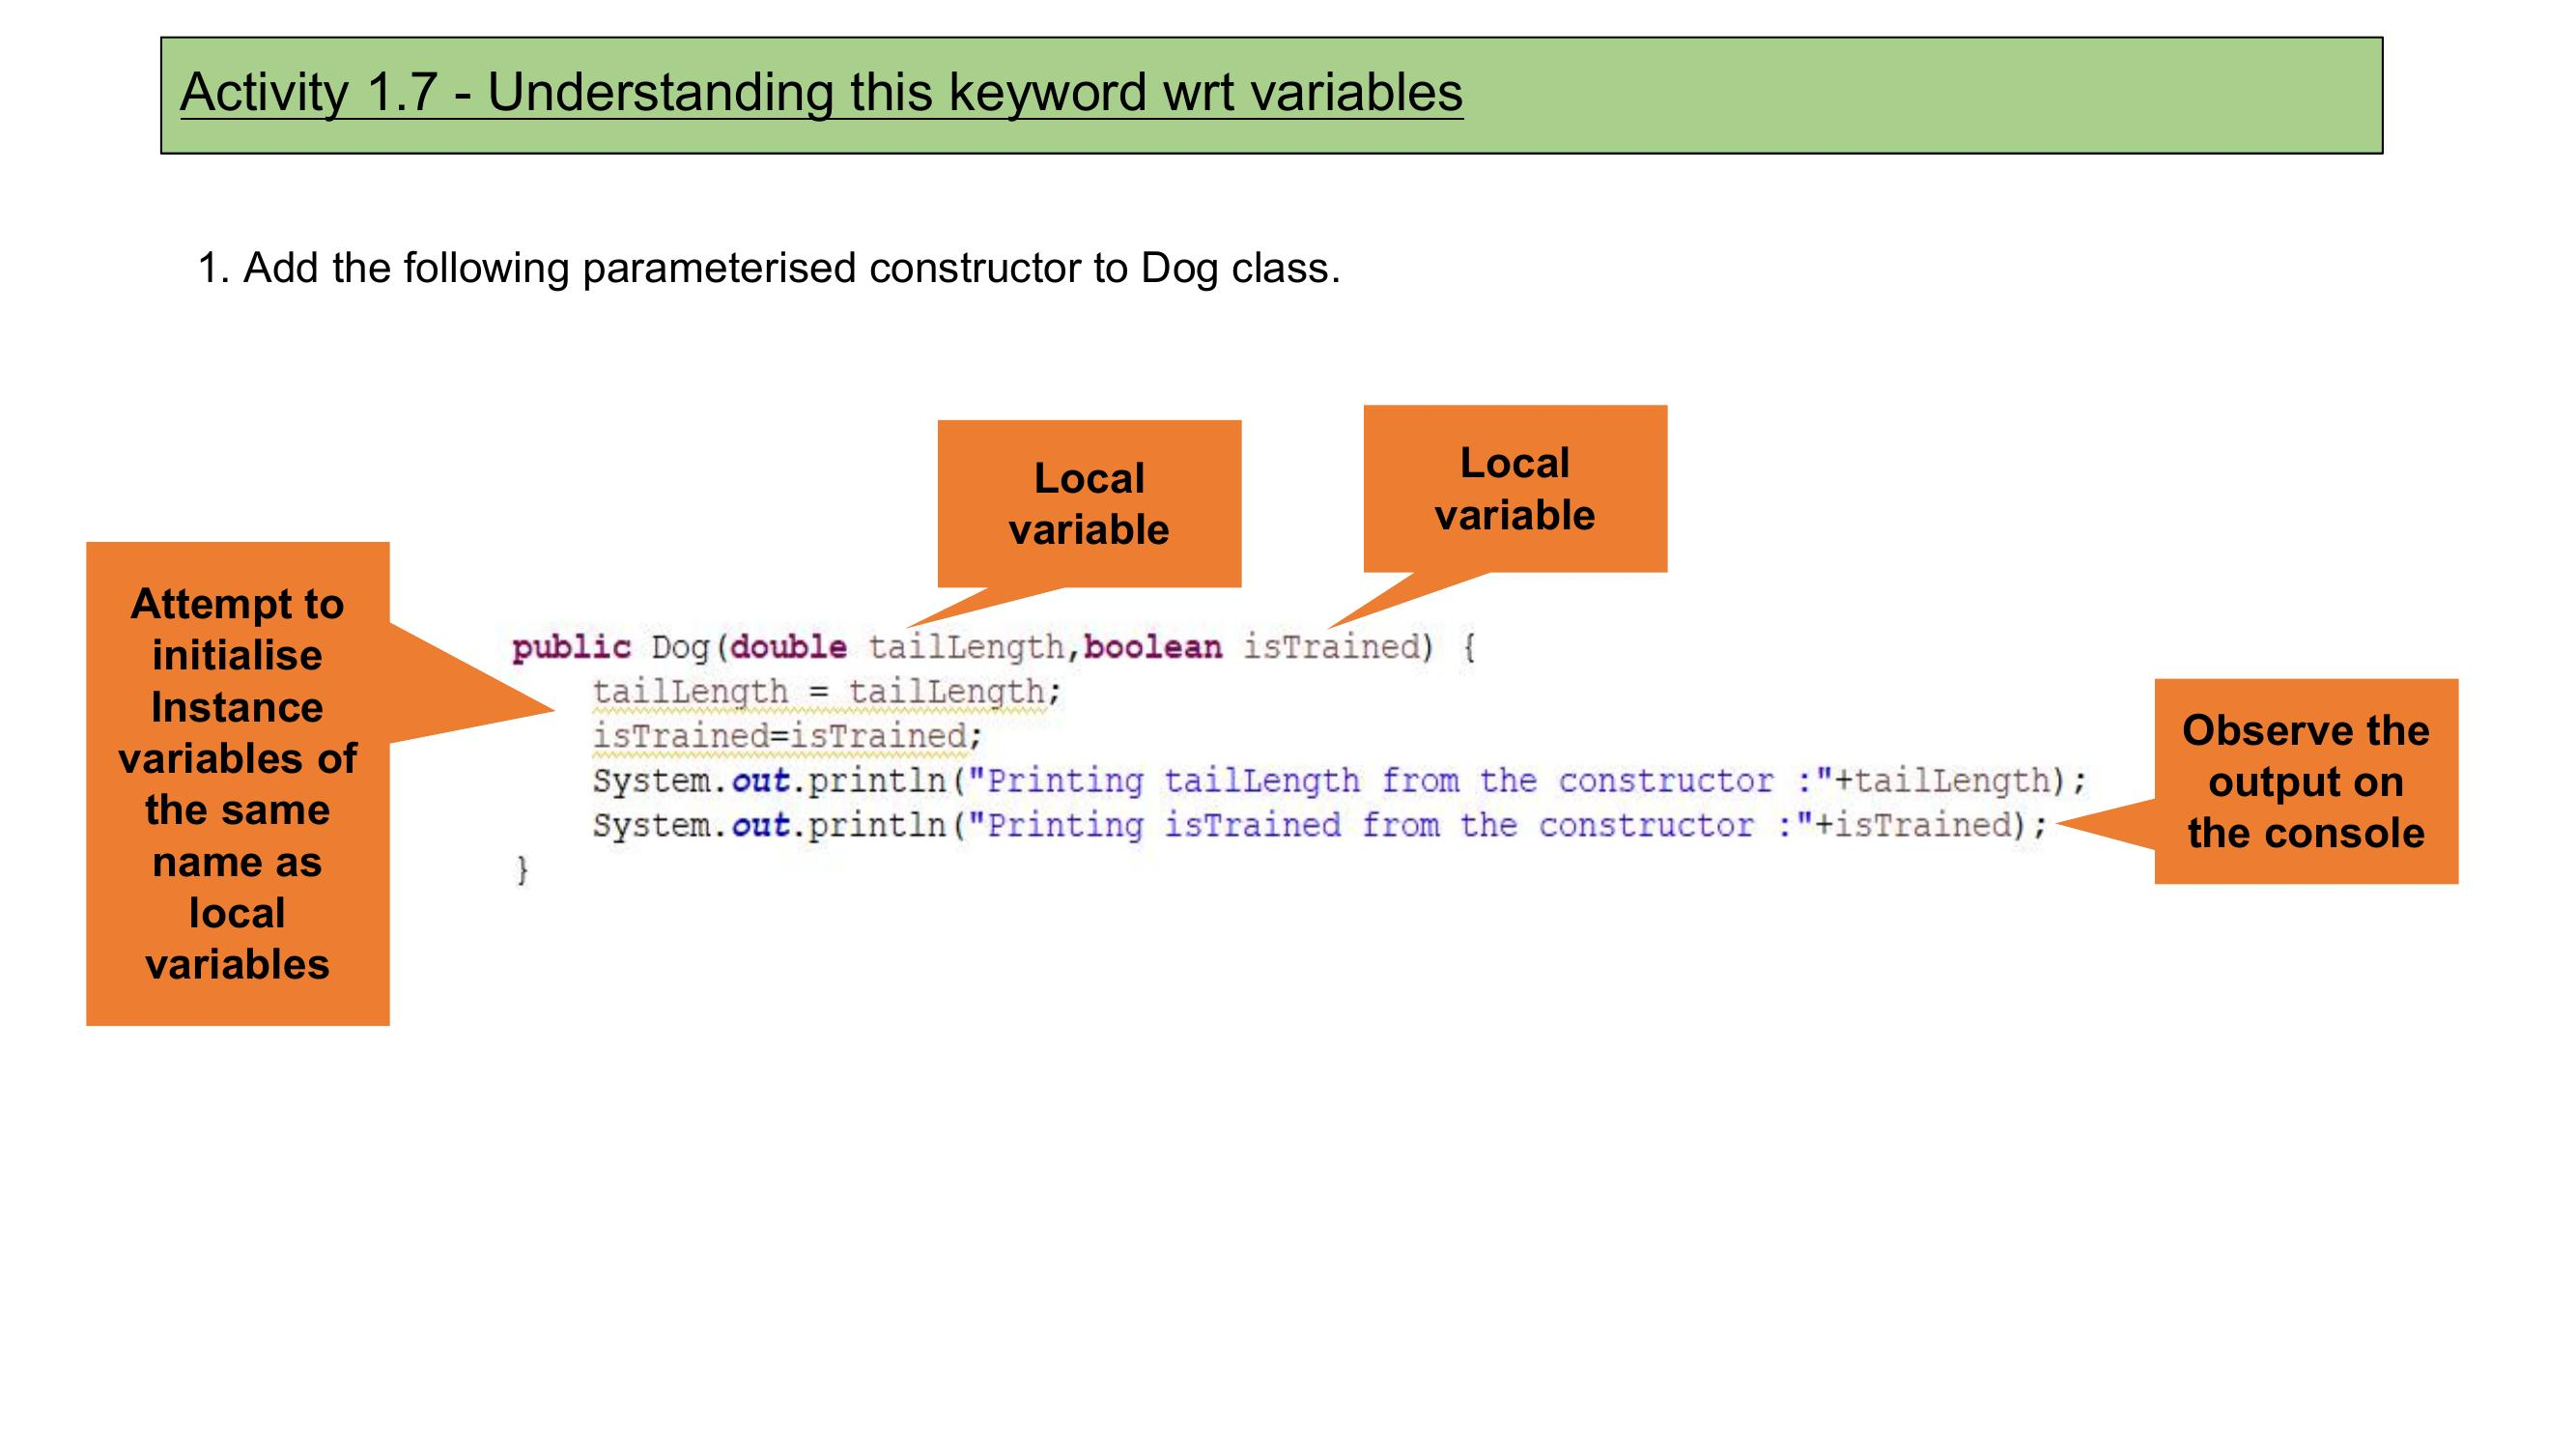 Activity 1.7 - Understanding this keyword wrt variables
1. Add the following parameterised constructor to Dog class.
Local
variable
Local
variable
Attempt to
initialise
Instance
variables of
the same
name as
local
variables
public Dog(double tailLength,boolean isTrained) {
tailLength = tailLength;
isTrained=isTrained;
System.out.println("Printing tailLength from the constructor :"+tailLength);
System.out.println("Printing isTrained from the constructor :"+isTrained);
}
Observe the
output on
the console